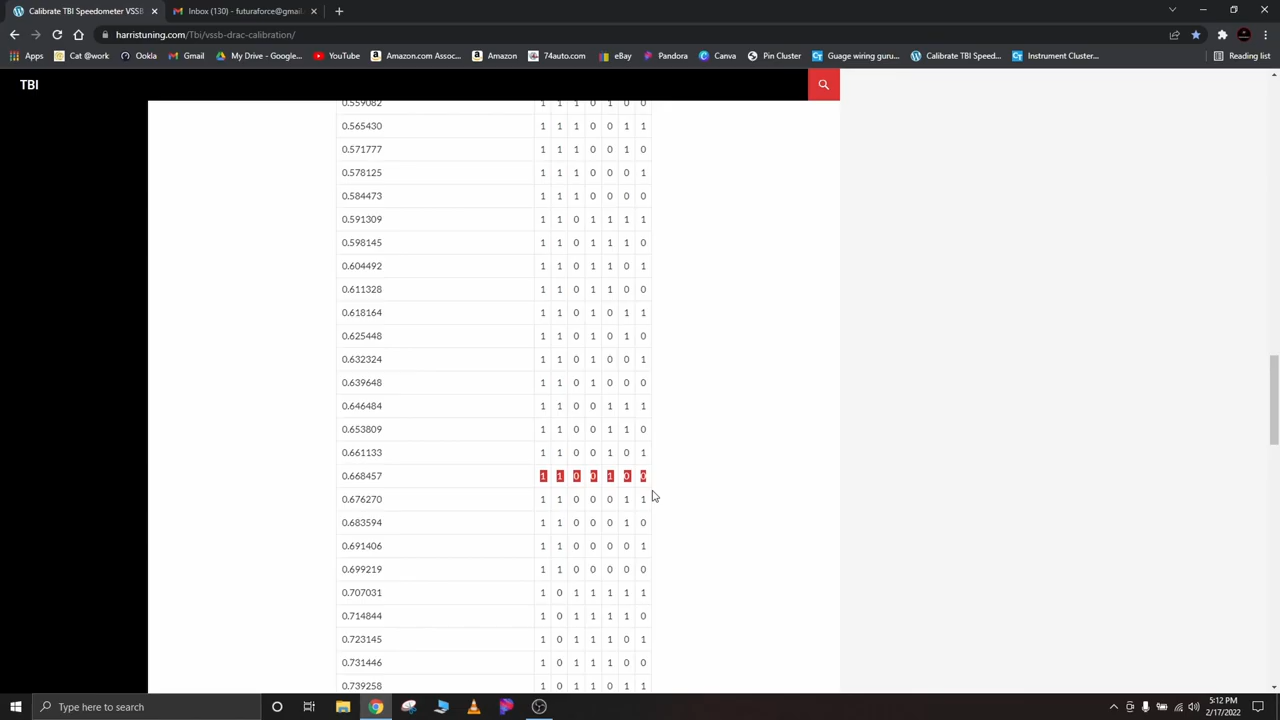 Calibrate TBI Speedometer VSSB
Inbox (130) - futuraforce@gmail.
harristuning.com/Tbi/vssb-drac-calibration/
Apps
Cat @work
Ookla
Gmail
My Drive - Google...
YouTube
Amazon.com Assoc...
Amazon
74auto.com
eBay
Pandora
Canva
Pin Cluster
Guage wiring guru...
Calibrate TBI Speed...
Instrument Cluster...
Reading list
TBI
0.559082 1 1 1 0 1 0 0
0.565430 1 1 1 0 0 1 1
0.571777 1 1 1 0 0 1 0
0.578125 1 1 1 0 0 0 1
0.584473 1 1 1 0 0 0 0
0.591309 1 1 0 1 1 1 1
0.598145 1 1 0 1 1 1 0
0.604492 1 1 0 1 1 0 1
0.611328 1 1 0 1 1 0 0
0.618164 1 1 0 1 0 1 1
0.625448 1 1 0 1 0 1 0
0.632324 1 1 0 1 0 0 1
0.639648 1 1 0 1 0 0 0
0.646484 1 1 0 0 1 1 1
0.653809 1 1 0 0 1 1 0
0.661133 1 1 0 0 1 0 1
0.668457 1 1 0 0 1 0 0
0.676270 1 1 0 0 0 1 1
0.683594 1 1 0 0 0 1 0
0.691406 1 1 0 0 0 0 1
0.699219 1 1 0 0 0 0 0
0.707031 1 0 1 1 1 1 1
0.714844 1 0 1 1 1 1 0
0.723145 1 0 1 1 1 0 1
0.731446 1 0 1 1 1 0 0
0.739258 1 0 1 1 0 1 1
Type here to search
5:12 PM
2/17/2022